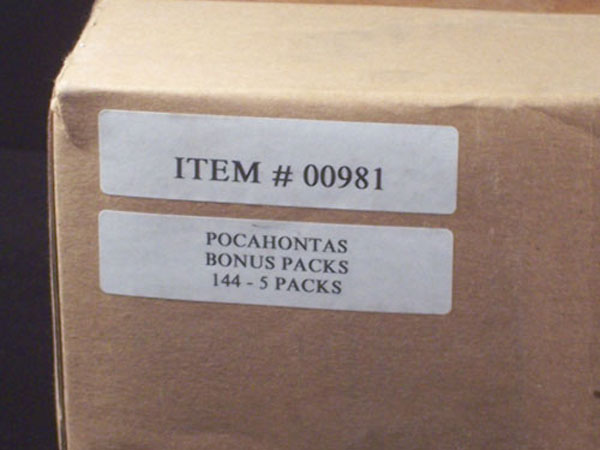 ITEM # 00981
POCAHONTAS
BONUS PACKS
144 - 5 PACKS